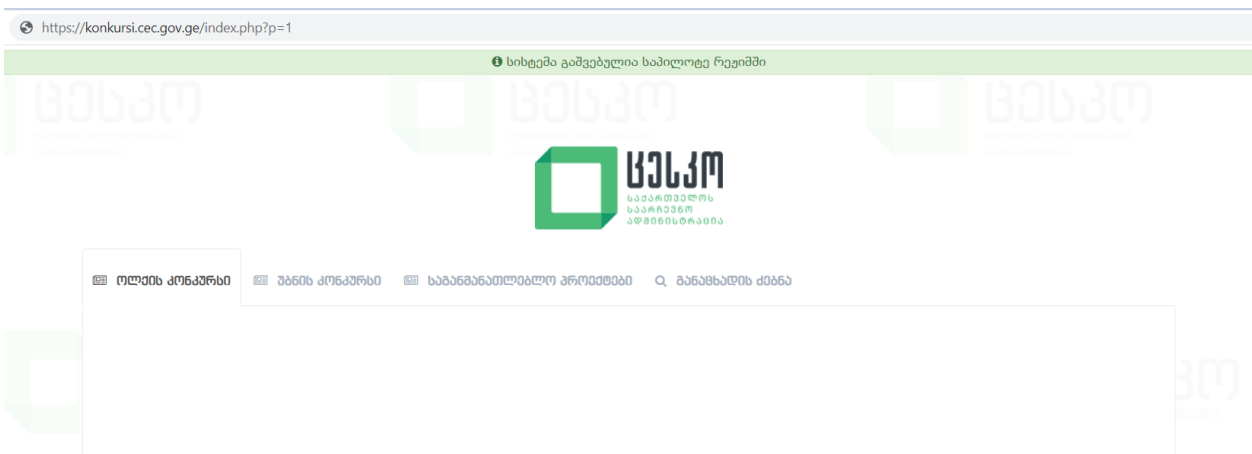 https://konkursi.cec.gov.ge/index.php?p=1
სისტემა გაშვებულია საპილოტე რეჟიმში
ცესკო
საქართველოს
საარჩევნო
ადმინისტრაცია
ოლქის კონკურსი უბნის კონკურსი საგანმანათლებლო პროექტები განაცხადის ძებნა